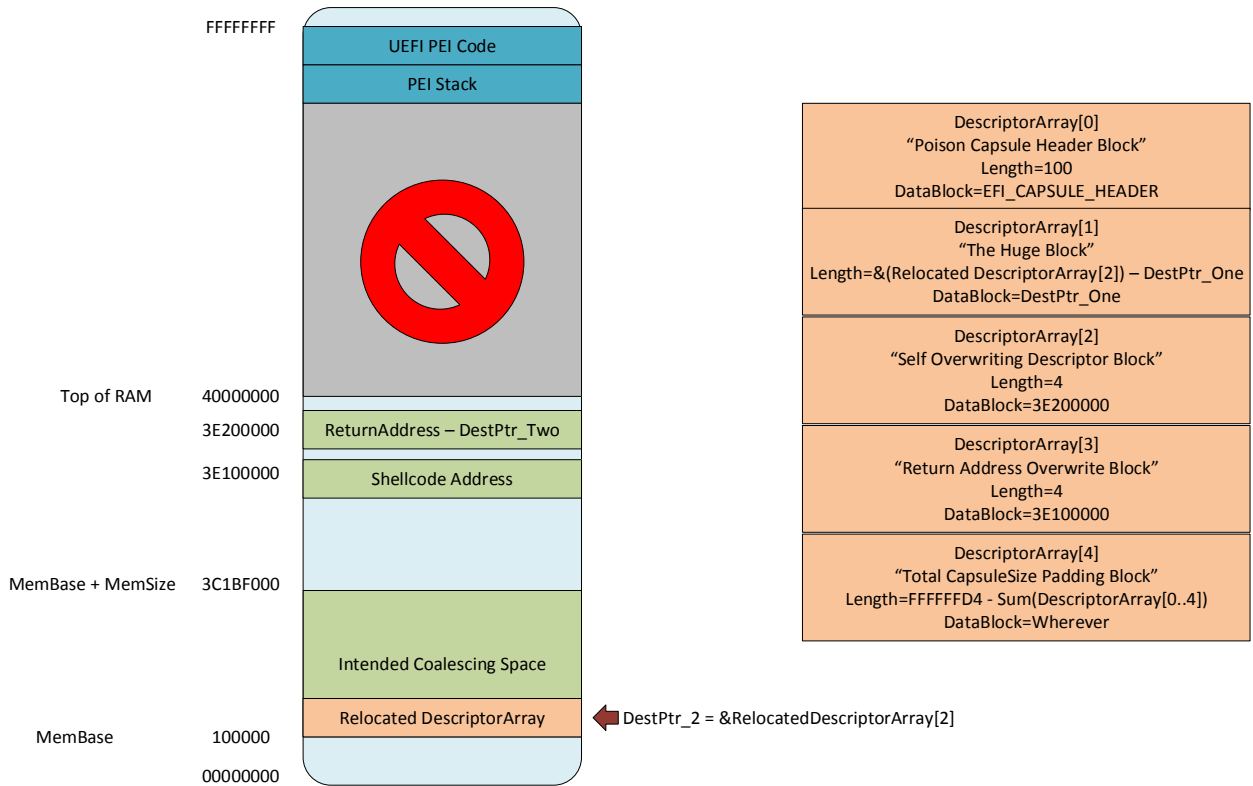 FFFFFFFF
UEFI PEI Code
PEI Stack
Top of RAM 40000000
3E200000 ReturnAddress – DestPtr_Two
3E100000 Shellcode Address
MemBase + MemSize 3C1BF000
Intended Coalescing Space
Relocated DescriptorArray
DestPtr_2 = &RelocatedDescriptorArray[2]
MemBase 100000
00000000
DescriptorArray[0]
“Poison Capsule Header Block”
Length=100
DataBlock=EFI_CAPSULE_HEADER
DescriptorArray[1]
“The Huge Block”
Length=&(Relocated DescriptorArray[2]) – DestPtr_One
DataBlock=DestPtr_One
DescriptorArray[2]
“Self Overwriting Descriptor Block”
Length=4
DataBlock=3E200000
DescriptorArray[3]
“Return Address Overwrite Block”
Length=4
DataBlock=3E100000
DescriptorArray[4]
“Total CapsuleSize Padding Block”
Length=FFFFFFD4 - Sum(DescriptorArray[0..4])
DataBlock=Wherever